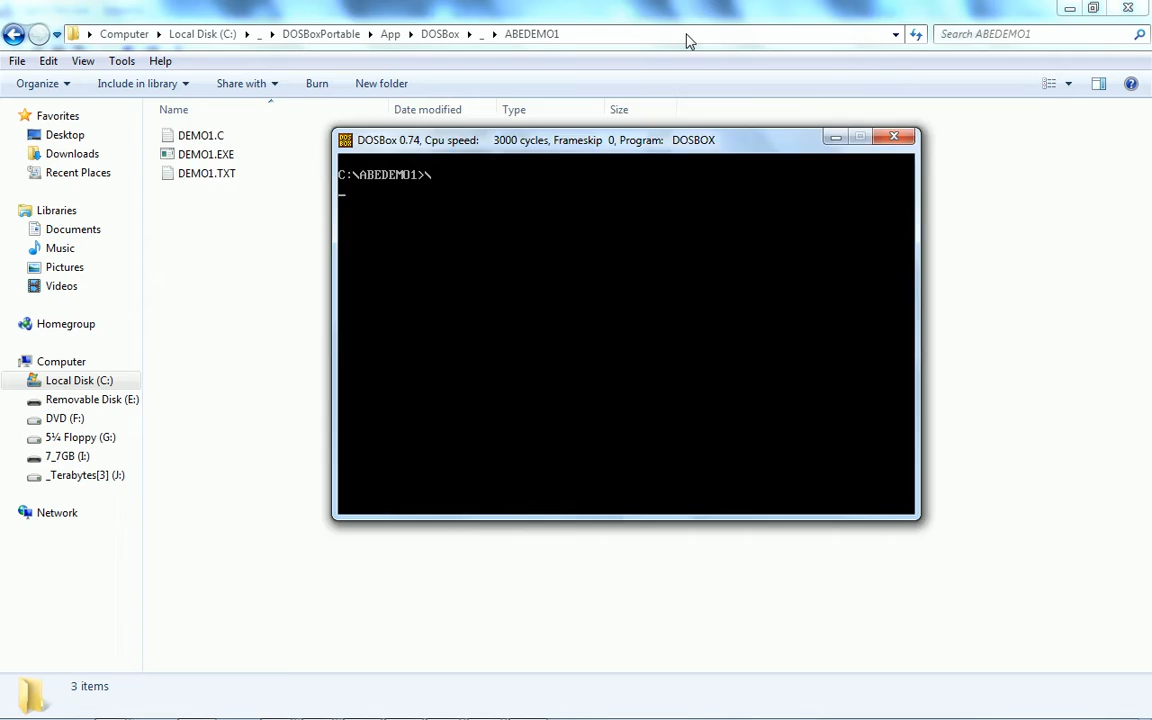 Computer Local Disk (C:) _ DOSBoxPortable App DOSBox _ ABEDEMO1 Search ABEDEMO1
File Edit View Tools Help
Organize Include in library Share with Burn New folder
Favorites
Desktop
Downloads
Recent Places
Libraries
Documents
Music
Pictures
Videos
Homegroup
Computer
Local Disk (C:)
Removable Disk (E:)
DVD (F:)
5¼ Floppy (G:)
7_7GB (I:)
_Terabytes[3] (J:)
Network
Name Date modified Type Size
DEMO1.C
DEMO1.EXE
DEMO1.TXT
DOS BOX
DOSBox 0.74, Cpu speed: 3000 cycles, Frameskip 0, Program: DOSBOX
C:\ABEDEMO1>\
_
3 items